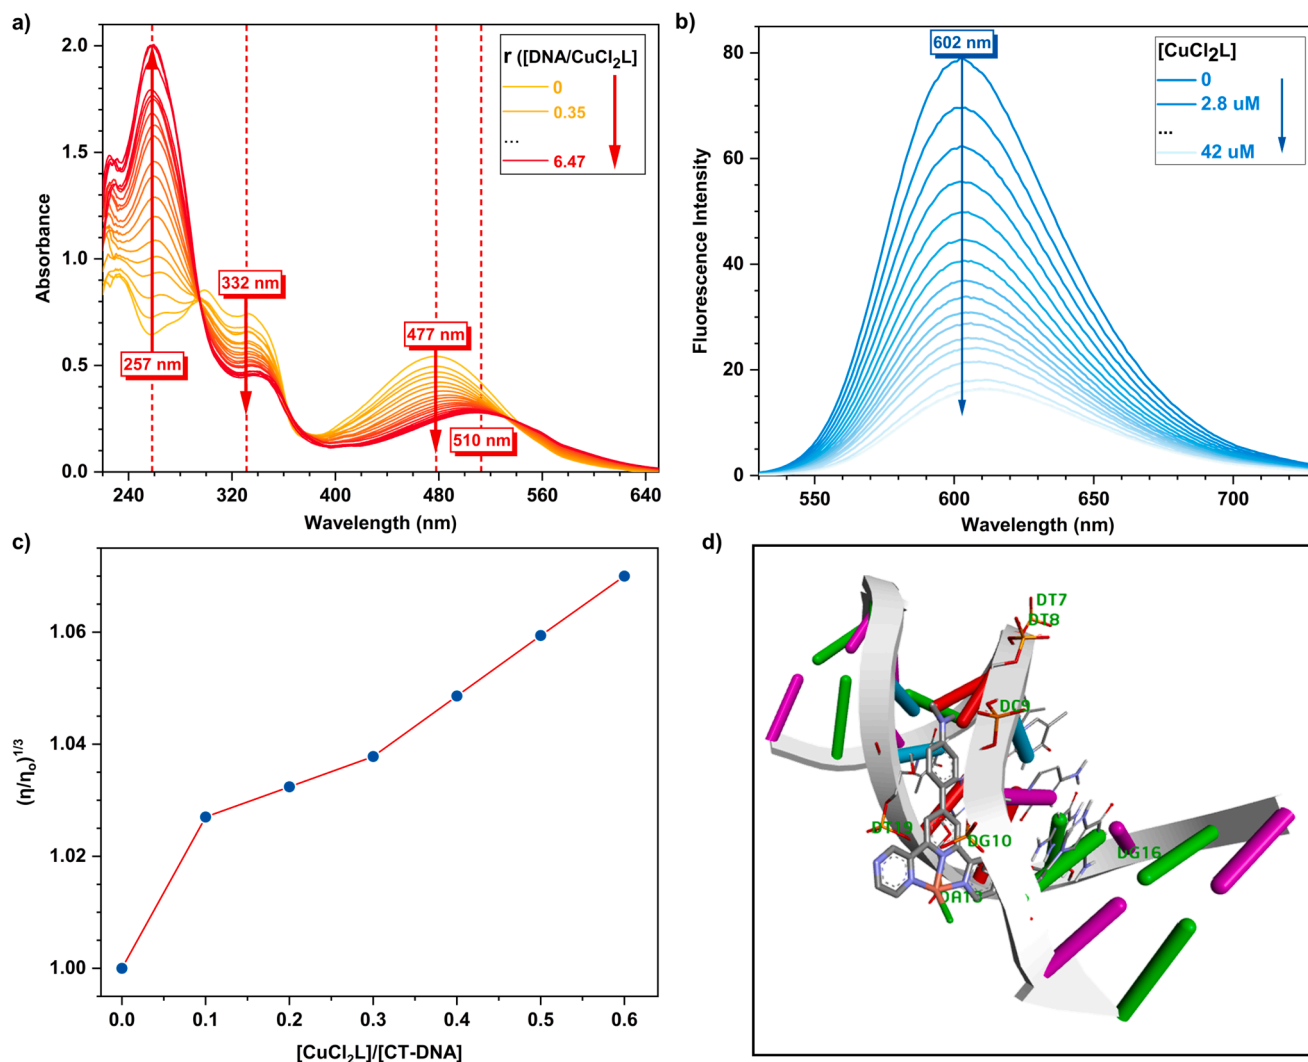 a)
r ([DNA/CuCl₂L]
0
0.35
...
6.47
2.0
1.5
1.0
0.5
0.0
Absorbance
332 nm
477 nm
257 nm
510 nm
240
320
400
480
560
640
Wavelength (nm)
b)
602 nm
[CuCl₂L]
0
2.8 uM
...
42 uM
80
60
40
20
0
Fluorescence Intensity
550
600
650
700
Wavelength (nm)
c)
1.06
1.04
1.02
1.00
(η/ηₒ)¹ᐟ³
0.0
0.1
0.2
0.3
0.4
0.5
0.6
[CuCl₂L]/[CT-DNA]
d)
DT7
DT8
DC9
DT19
DG10
DG16
DA13